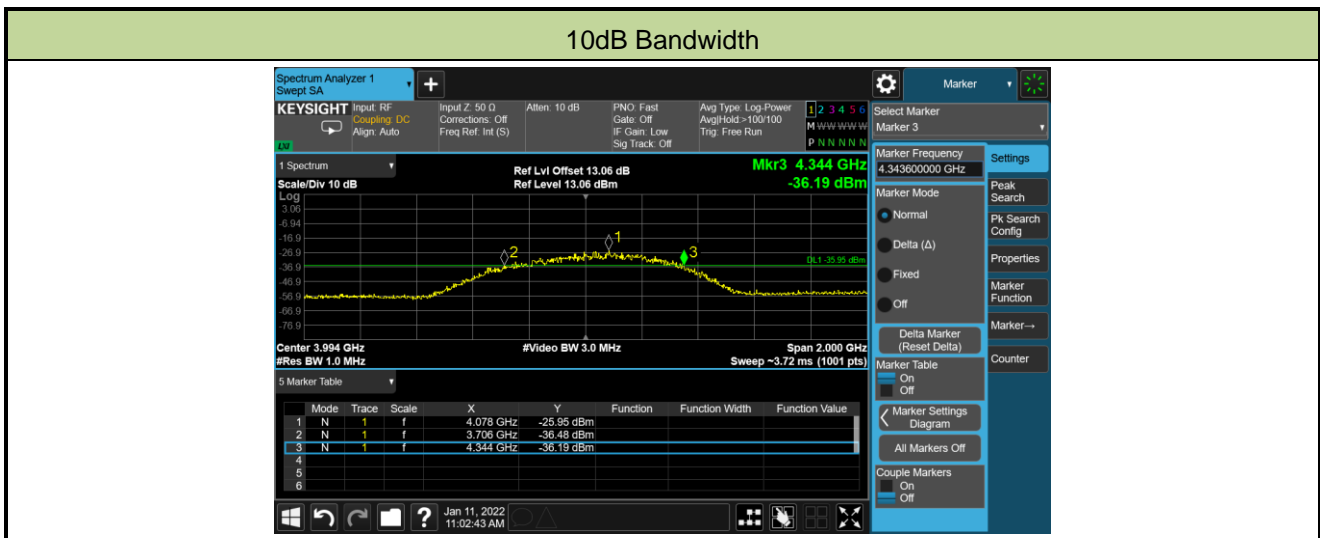 10dB Bandwidth
Spectrum Analyzer 1
Swept SA
Marker
KEYSIGHT
Input: RF
Coupling: DC
Align: Auto
Input Z: 50 Ω
Corrections: Off
Freq Ref: Int (S)
Atten: 10 dB
PNO: Fast
Gate: Off
IF Gain: Low
Sig Track: Off
Avg Type: Log-Power
Avg|Hold:>100/100
Trig: Free Run
1 2 3 4 5 6
M W W W W W
P N N N N N
LXI
Select Marker
Marker 3
1 Spectrum
Scale/Div 10 dB
Ref Lvl Offset 13.06 dB
Ref Level 13.06 dBm
Mkr3 4.344 GHz
-36.19 dBm
Log
3.06
-6.94
-16.9
-26.9
-36.9
-46.9
-56.9
-66.9
-76.9
1
2
3
DL1 -35.95 dBm
Center 3.994 GHz
#Res BW 1.0 MHz
#Video BW 3.0 MHz
Span 2.000 GHz
Sweep ~3.72 ms (1001 pts)
Marker Frequency
4.343600000 GHz
Marker Mode
Normal
Delta (Δ)
Fixed
Off
Delta Marker
(Reset Delta)
Marker Table
On
Off
Marker Settings
Diagram
All Markers Off
Couple Markers
On
Off
Settings
Peak
Search
Pk Search
Config
Properties
Marker
Function
Marker→
Counter
5 Marker Table
Mode Trace Scale X Y Function Function Width Function Value
1 N 1 f 4.078 GHz -25.95 dBm
2 N 1 f 3.706 GHz -36.48 dBm
3 N 1 f 4.344 GHz -36.19 dBm
4
5
6
?
Jan 11, 2022
11:02:43 AM